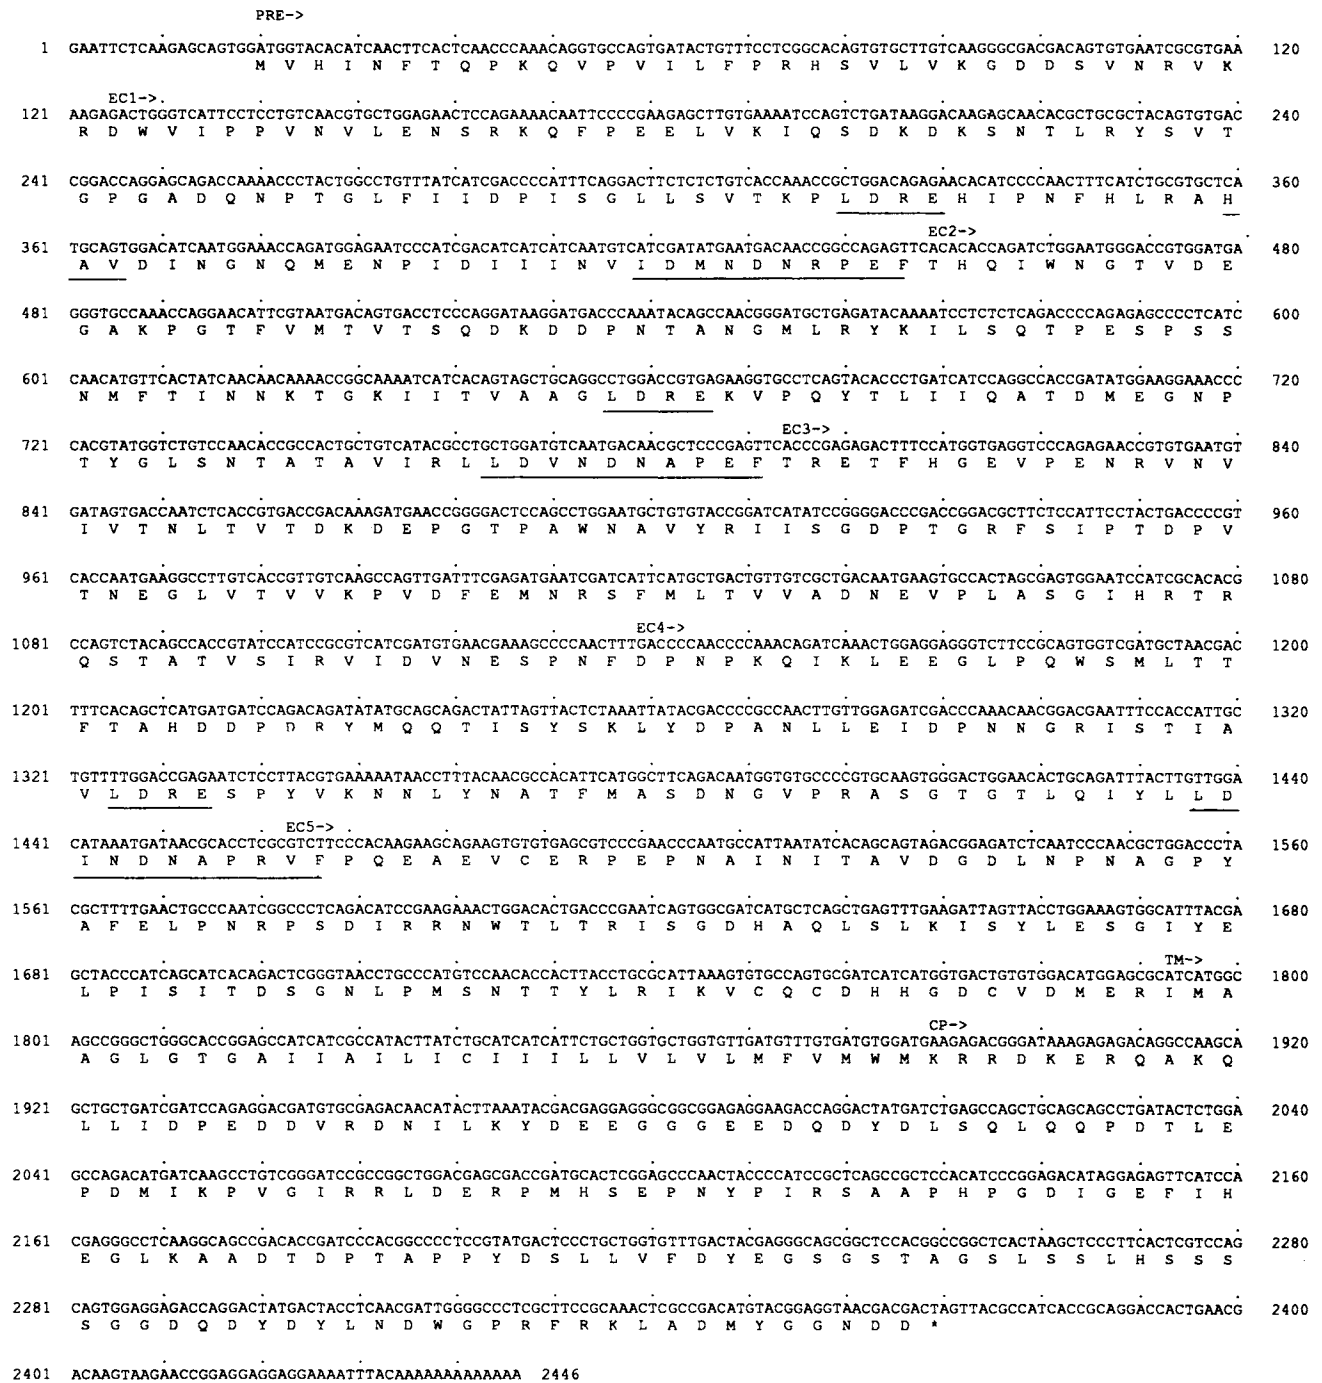 PRE->
1 GAATTCTCAAGAGCAGTGGATGGTACACATCAACTTCACTCAACCCAAACAGGTGCCAGTGATACTGTTTCCTCGGCACAGTGTGCTTGTCAAGGGCGACGACAGTGTGAATCGCGTGAA 120
M V H I N F T Q P K Q V P V I L F P R H S V L V K G D D S V N R V K
EC1->
121 AAGAGACTGGGTCATTCCTCCTGTCAACGTGCTGGAGAACTCCAGAAAACAATTCCCCGAAGAGCTTGTGAAAATCCAGTCTGATAAGGACAAGAGCAACACGCTGCGCTACAGTGTGAC 240
R D W V I P P V N V L E N S R K Q F P E E L V K I Q S D K D K S N T L R Y S V T
241 CGGACCAGGAGCAGACCAAAACCCTACTGGCCTGTTTATCATCGACCCCATTTCAGGACTTCTCTCTGTCACCAAACCGCTGGACAGAGAACACATCCCCAACTTTCATCTGCGTGCTCA 360
G P G A D Q N P T G L F I I D P I S G L L S V T K P L D R E H I P N F H L R A H
EC2->
361 TGCAGTGGACATCAATGGAAACCAGATGGAGAATCCCATCGACATCATCATCAATGTCATCGATATGAATGACAACCGGCCAGAGTTCACACACCAGATCTGGAATGGGACCGTGGATGA 480
A V D I N G N Q M E N P I D I I I N V I D M N D N R P E F T H Q I W N G T V D E
481 GGGTGCCAAACCAGGAACATTCGTAATGACAGTGACCTCCCAGGATAAGGATGACCCAAATACAGCCAACGGGATGCTGAGATACAAAATCCTCTCTCAGACCCCAGAGAGCCCCTCATC 600
G A K P G T F V M T V T S Q D K D D P N T A N G M L R Y K I L S Q T P E S P S S
601 CAACATGTTCACTATCAACAACAAAACCGGCAAAATCATCACAGTAGCTGCAGGCCTGGACCGTGAGAAGGTGCCTCAGTACACCCTGATCATCCAGGCCACCGATATGGAAGGAAACCC 720
N M F T I N N K T G K I I T V A A G L D R E K V P Q Y T L I I Q A T D M E G N P
EC3->
721 CACGTATGGTCTGTCCAACACCGCCACTGCTGTCATACGCCTGCTGGATGTCAATGACAACGCTCCCGAGTTCACCCGAGAGACTTTCCATGGTGAGGTCCCAGAGAACCGTGTGAATGT 840
T Y G L S N T A T A V I R L L D V N D N A P E F T R E T F H G E V P E N R V N V
841 GATAGTGACCAATCTCACCGTGACCGACAAAGATGAACCGGGGACTCCAGCCTGGAATGCTGTGTACCGGATCATATCCGGGGACCCGACCGGACGCTTCTCCATTCCTACTGACCCCGT 960
I V T N L T V T D K D E P G T P A W N A V Y R I I S G D P T G R F S I P T D P V
961 CACCAATGAAGGCCTTGTCACCGTTGTCAAGCCAGTTGATTTCGAGATGAATCGATCATTCATGCTGACTGTTGTCGCTGACAATGAAGTGCCACTAGCGAGTGGAATCCATCGCACACG 1080
T N E G L V T V V K P V D F E M N R S F M L T V V A D N E V P L A S G I H R T R
EC4->
1081 CCAGTCTACAGCCACCGTATCCATCCGCGTCATCGATGTGAACGAAAGCCCCAACTTTGACCCCAACCCCAAACAGATCAAACTGGAGGAGGGTCTTCCGCAGTGGTCGATGCTAACGAC 1200
Q S T A T V S I R V I D V N E S P N F D P N P K Q I K L E E G L P Q W S M L T T
1201 TTTCACAGCTCATGATGATCCAGACAGATATATGCAGCAGACTATTAGTTACTCTAAATTATACGACCCCGCCAACTTGTTGGAGATCGACCCAAACAACGGACGAATTTCCACCATTGC 1320
F T A H D D P D R Y M Q Q T I S Y S K L Y D P A N L L E I D P N N G R I S T I A
1321 TGTTTTGGACCGAGAATCTCCTTACGTGAAAAATAACCTTTACAACGCCACATTCATGGCTTCAGACAATGGTGTGCCCCGTGCAAGTGGGACTGGAACACTGCAGATTTACTTGTTGGA 1440
V L D R E S P Y V K N N L Y N A T F M A S D N G V P R A S G T G T L Q I Y L L D
EC5->
1441 CATAAATGATAACGCACCTCGCGTCTTCCCACAAGAAGCAGAAGTGTGTGAGCGTCCCGAACCCAATGCCATTAATATCACAGCAGTAGACGGAGATCTCAATCCCAACGCTGGACCCTA 1560
I N D N A P R V F P Q E A E V C E R P E P N A I N I T A V D G D L N P N A G P Y
1561 CGCTTTTGAACTGCCCAATCGGCCCTCAGACATCCGAAGAAACTGGACACTGACCCGAATCAGTGGCGATCATGCTCAGCTGAGTTTGAAGATTAGTTACCTGGAAAGTGGCATTTACGA 1680
A F E L P N R P S D I R R N W T L T R I S G D H A Q L S L K I S Y L E S G I Y E
TM->
1681 GCTACCCATCAGCATCACAGACTCGGGTAACCTGCCCATGTCCAACACCACTTACCTGCGCATTAAAGTGTGCCAGTGCGATCATCATGGTGACTGTGTGGACATGGAGCGCATCATGGC 1800
L P I S I T D S G N L P M S N T T Y L R I K V C Q C D H H G D C V D M E R I M A
CP->
1801 AGCCGGGCTGGGCACCGGAGCCATCATCGCCATACTTATCTGCATCATCATTCTGCTGGTGCTGGTGTTGATGTTTGTGATGTGGATGAAGAGACGGGATAAAGAGAGACAGGCCAAGCA 1920
A G L G T G A I I A I L I C I I I L L V L V L M F V M W M K R R D K E R Q A K Q
1921 GCTGCTGATCGATCCAGAGGACGATGTGCGAGACAACATACTTAAATACGACGAGGAGGGCGGCGGAGAGGAAGACCAGGACTATGATCTGAGCCAGCTGCAGCAGCCTGATACTCTGGA 2040
L L I D P E D D V R D N I L K Y D E E G G G E E D Q D Y D L S Q L Q Q P D T L E
2041 GCCAGACATGATCAAGCCTGTCGGGATCCGCCGGCTGGACGAGCGACCGATGCACTCGGAGCCCAACTACCCCATCCGCTCAGCCGCTCCACATCCCGGAGACATAGGAGAGTTCATCCA 2160
P D M I K P V G I R R L D E R P M H S E P N Y P I R S A A P H P G D I G E F I H
2161 CGAGGGCCTCAAGGCAGCCGACACCGATCCCACGGCCCCTCCGTATGACTCCCTGCTGGTGTTTGACTACGAGGGCAGCGGCTCCACGGCCGGCTCACTAAGCTCCCTTCACTCGTCCAG 2280
E G L K A A D T D P T A P P Y D S L L V F D Y E G S G S T A G S L S S L H S S S
2281 CAGTGGAGGAGACCAGGACTATGACTACCTCAACGATTGGGGCCCTCGCTTCCGCAAACTCGCCGACATGTACGGAGGTAACGACGACTAGTTACGCCATCACCGCAGGACCACTGAACG 2400
S G G D Q D Y D Y L N D W G P R F R K L A D M Y G G N D D *
2401 ACAAGTAAGAACCGGAGGAGGAGGAAAATTTACAAAAAAAAAAAAA 2446